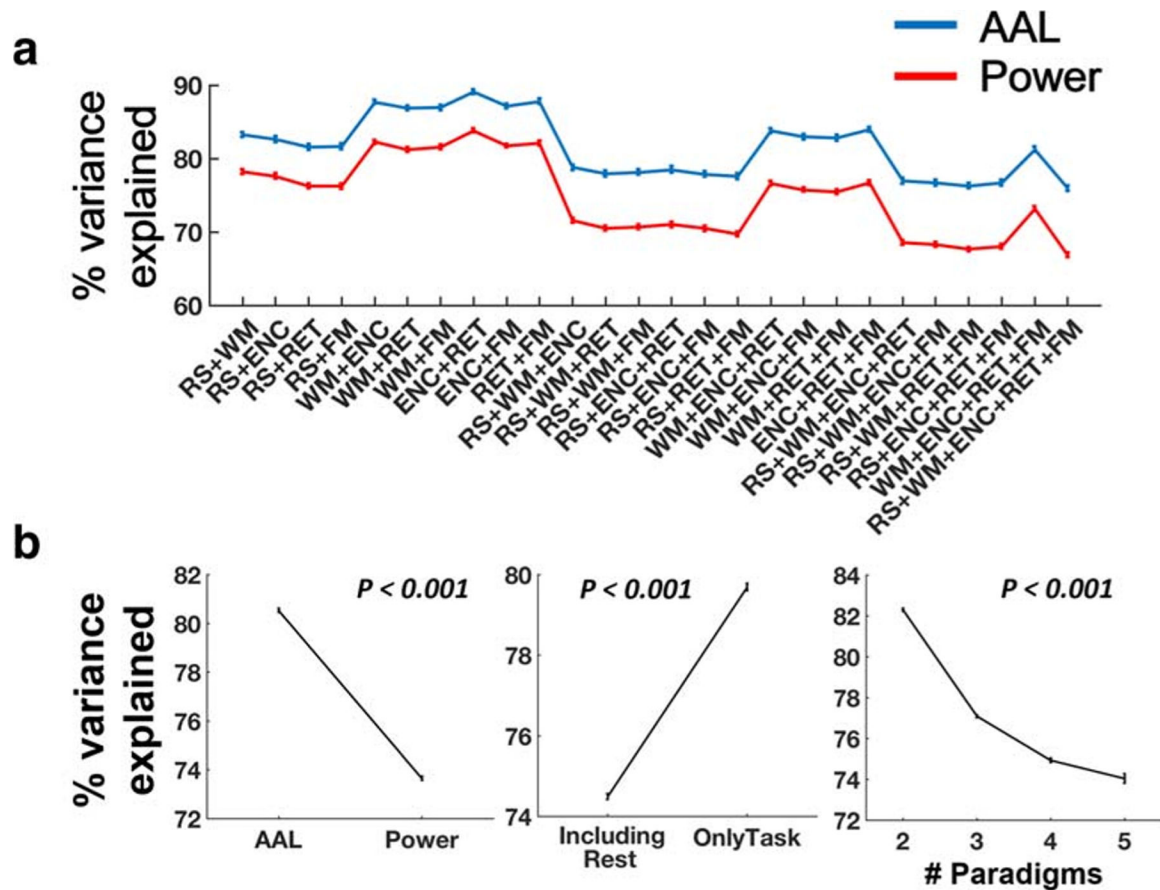 a
AAL
Power
% variance
explained
90
80
70
60
RS+WM
RS+ENC
RS+RET
RS+FM
WM+ENC
WM+RET
WM+FM
ENC+RET
ENC+FM
RET+FM
RS+WM+ENC
RS+WM+RET
RS+WM+FM
RS+ENC+RET
RS+ENC+FM
RS+RET+FM
WM+ENC+RET
WM+ENC+FM
WM+RET+FM
ENC+RET+FM
RS+WM+ENC+RET
RS+WM+ENC+FM
RS+WM+RET+FM
RS+ENC+RET+FM
WM+ENC+RET+FM
RS+WM+ENC+RET+FM
b
% variance
explained
82
80
78
76
74
72
P < 0.001
AAL
Power
80
78
76
74
P < 0.001
Including
Rest
OnlyTask
84
82
80
78
76
74
72
P < 0.001
2
3
4
5
# Paradigms